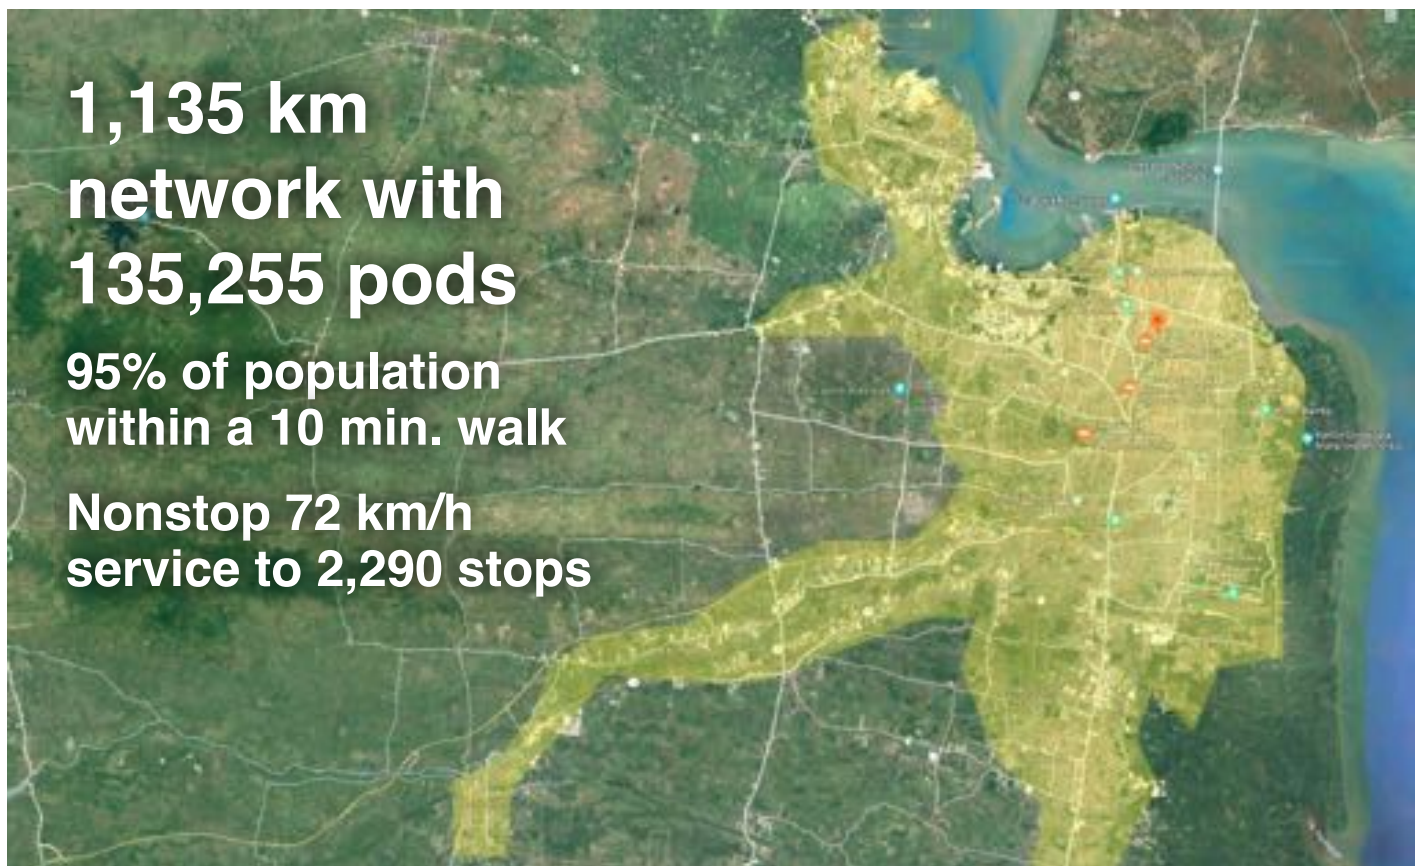 1,135 km
network with
135,255 pods
95% of population
within a 10 min. walk
Nonstop 72 km/h
service to 2,290 stops